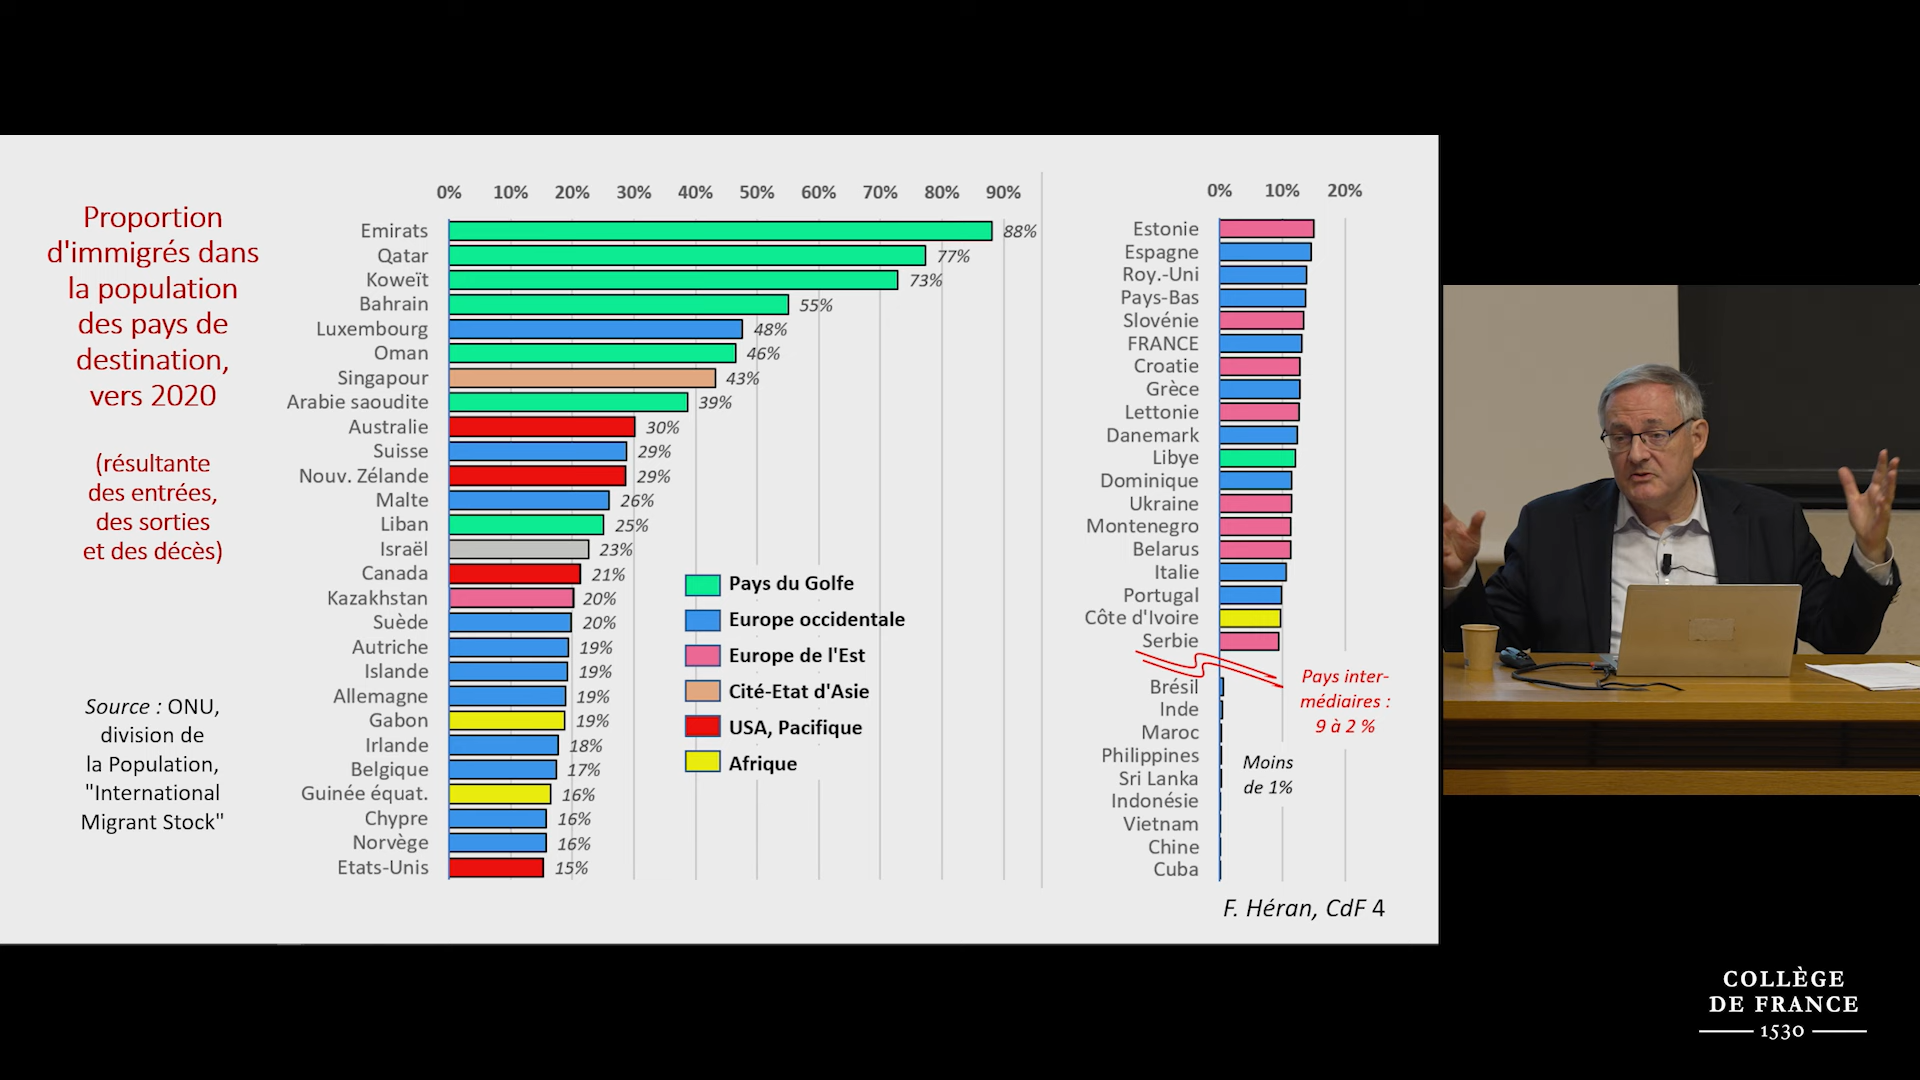 Proportion
d'immigrés dans
la population
des pays de
destination,
vers 2020
(résultante
des entrées,
des sorties
et des décès)
Source : ONU,
division de
la Population,
"International
Migrant Stock"
0% 10% 20% 30% 40% 50% 60% 70% 80% 90%
Emirats 88%
Qatar 77%
Koweït 73%
Bahrain 55%
Luxembourg 48%
Oman 46%
Singapour 43%
Arabie saoudite 39%
Australie 30%
Suisse 29%
Nouv. Zélande 29%
Malte 26%
Liban 25%
Israël 23%
Canada 21%
Kazakhstan 20%
Suède 20%
Autriche 19%
Islande 19%
Allemagne 19%
Gabon 19%
Irlande 18%
Belgique 17%
Guinée équat. 16%
Chypre 16%
Norvège 16%
Etats-Unis 15%
Pays du Golfe
Europe occidentale
Europe de l'Est
Cité-Etat d'Asie
USA, Pacifique
Afrique
0% 10% 20%
Estonie
Espagne
Roy.-Uni
Pays-Bas
Slovénie
FRANCE
Croatie
Grèce
Lettonie
Danemark
Libye
Dominique
Ukraine
Montenegro
Belarus
Italie
Portugal
Côte d'Ivoire
Serbie
Pays inter-
médiaires :
9 à 2 %
Brésil
Inde
Maroc
Philippines
Sri Lanka
Indonésie
Vietnam
Chine
Cuba
Moins
de 1%
F. Héran, CdF 4
COLLÈGE
DE FRANCE
1530